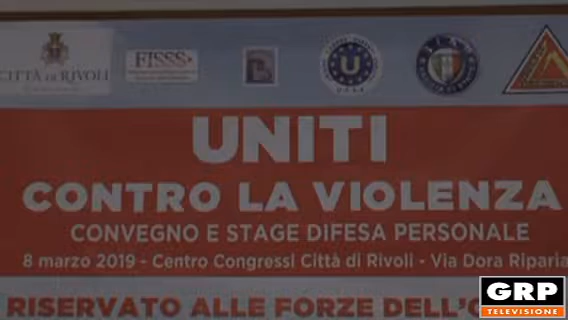 CITTÀ DI RIVOLI
FISSS
UNITI
CONTRO LA VIOLENZA
CONVEGNO E STAGE DIFESA PERSONALE
8 marzo 2019 - Centro Congressi Città di Rivoli - Via Dora Riparia
RISERVATO ALLE FORZE DELL'O
GRP
TELEVISIONE